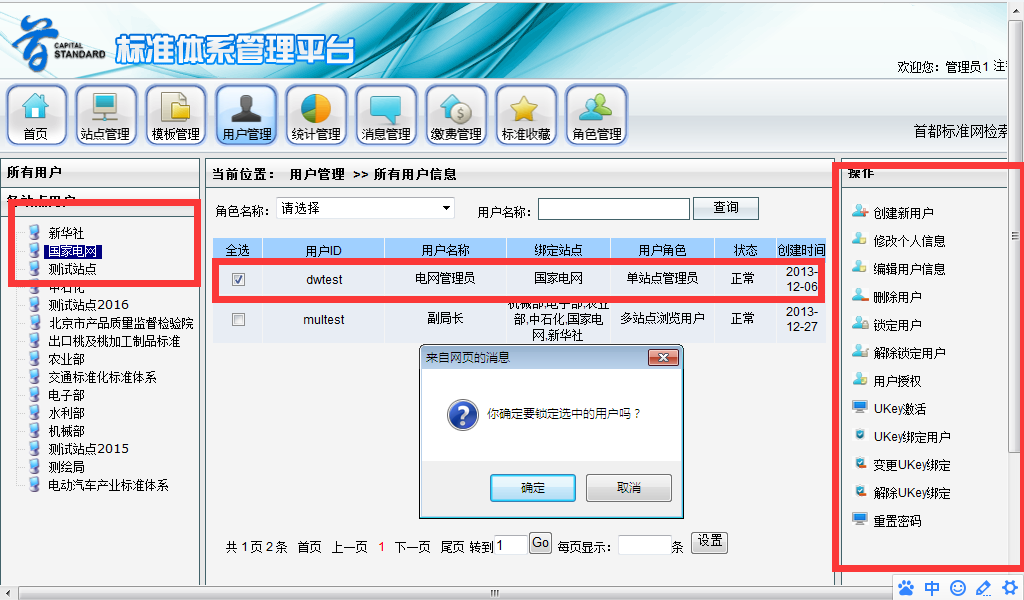 首
CAPITAL
STANDARD
标准体系管理平台
欢迎您: 管理员1 注
首页
站点管理
模板管理
用户管理
统计管理
消息管理
缴费管理
标准收藏
角色管理
首都标准网检索
所有用户
各站点用户
新华社
国家电网
测试站点
中石化
测试站点2016
北京市产品质量监督检验院
出口桃及桃加工制品标准
农业部
交通标准化标准体系
电子部
水利部
机械部
测试站点2015
测绘局
电动汽车产业标准体系
当前位置: 用户管理 >> 所有用户信息
角色名称: 请选择 用户名称: 查询
全选 用户ID 用户名称 绑定站点 用户角色 状态 创建时间
dwtest 电网管理员 国家电网 单站点管理员 正常 2013-
12-06
multest 副局长 机械部,电子部,农业
部,中石化,国家电
网,新华社 多站点浏览用户 正常 2013-
12-27
来自网页的消息
你确定要锁定选中的用户吗?
确定 取消
共 1 页 2 条 首页 上一页 1 下一页 尾页 转到 1 Go 每页显示: 条 设置
操作
创建新用户
修改个人信息
编辑用户信息
删除用户
锁定用户
解除锁定用户
用户授权
UKey激活
UKey绑定用户
变更UKey绑定
解除UKey绑定
重置密码
中